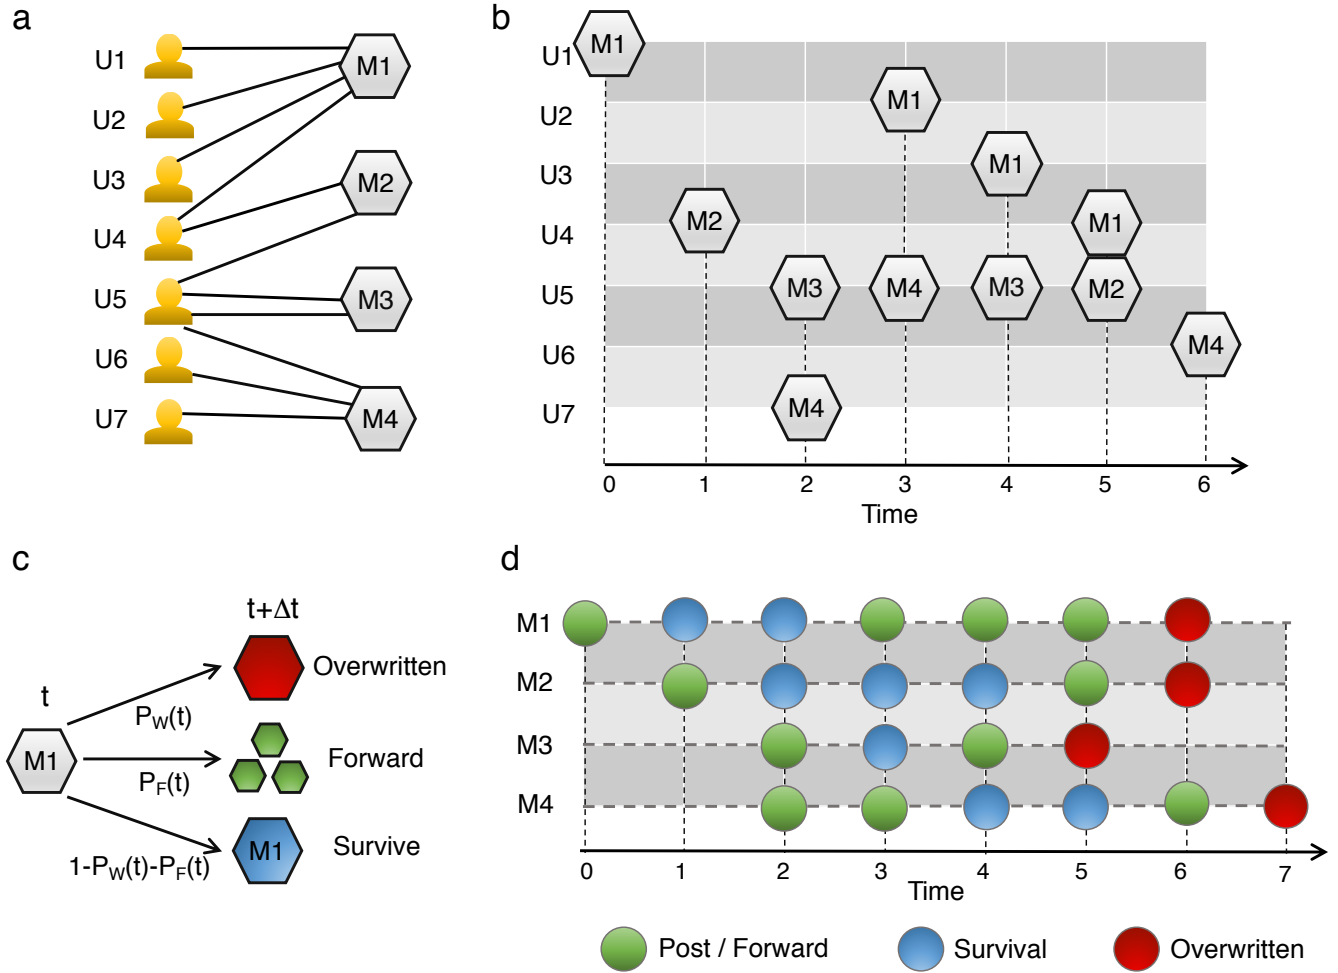 a
U1
U2
U3
U4
U5
U6
U7
M1
M2
M3
M4
b
U1
U2
U3
U4
U5
U6
U7
M1
M1
M1
M2
M1
M3
M4
M3
M2
M4
M4
0 1 2 3 4 5 6
Time
c
t
t+Δt
M1
Overwritten
PW(t)
Forward
PF(t)
M1
Survive
1-PW(t)-PF(t)
d
M1
M2
M3
M4
0 1 2 3 4 5 6 7
Time
Post / Forward
Survival
Overwritten